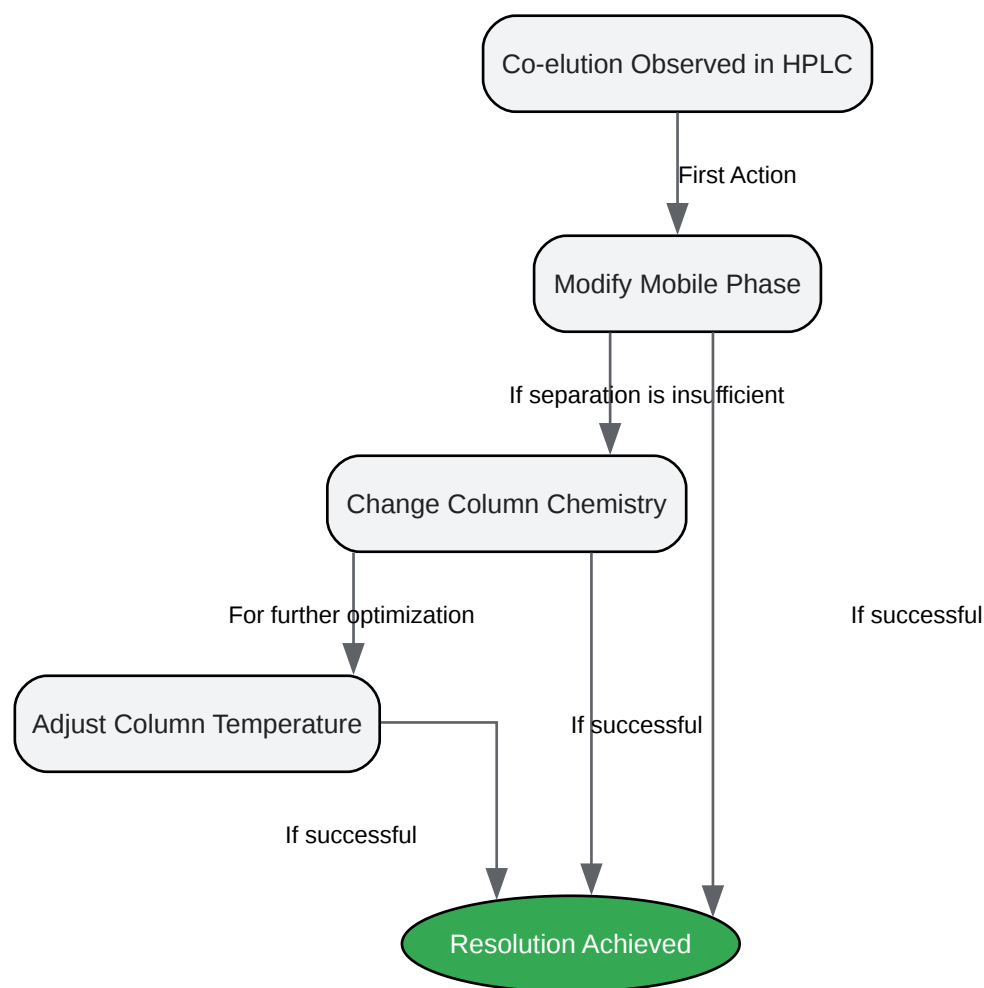 Co-elution Observed in HPLC
First Action
Modify Mobile Phase
If separation is insufficient
Change Column Chemistry
For further optimization
If successful
Adjust Column Temperature
If successful
If successful
Resolution Achieved